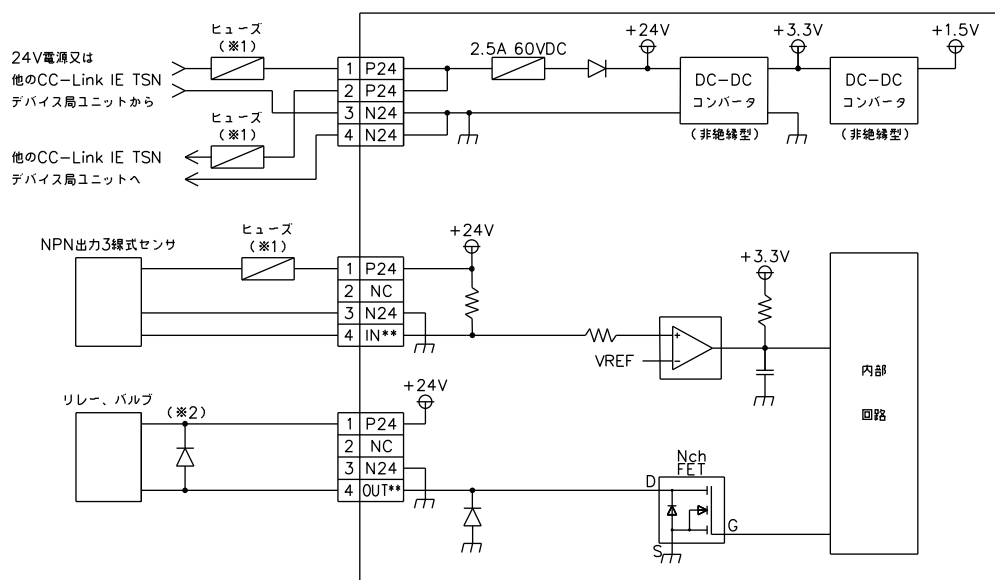 ヒューズ
(※1)
24V電源又は
他のCC-Link IE TSN
デバイス局ユニットから
1 P24
2 P24
3 N24
4 N24
2.5A 60VDC
+24V
DC-DC
コンバータ
(非絶縁型)
+3.3V
DC-DC
コンバータ
(非絶縁型)
+1.5V
ヒューズ
(※1)
他のCC-Link IE TSN
デバイス局ユニットへ
NPN出力3線式センサ
ヒューズ
(※1)
1 P24
2 NC
3 N24
4 IN**
+24V
VREF
+
−
+3.3V
内部
回路
リレー、バルブ
(※2)
1 P24
2 NC
3 N24
4 OUT**
+24V
Nch
FET
D
G
S